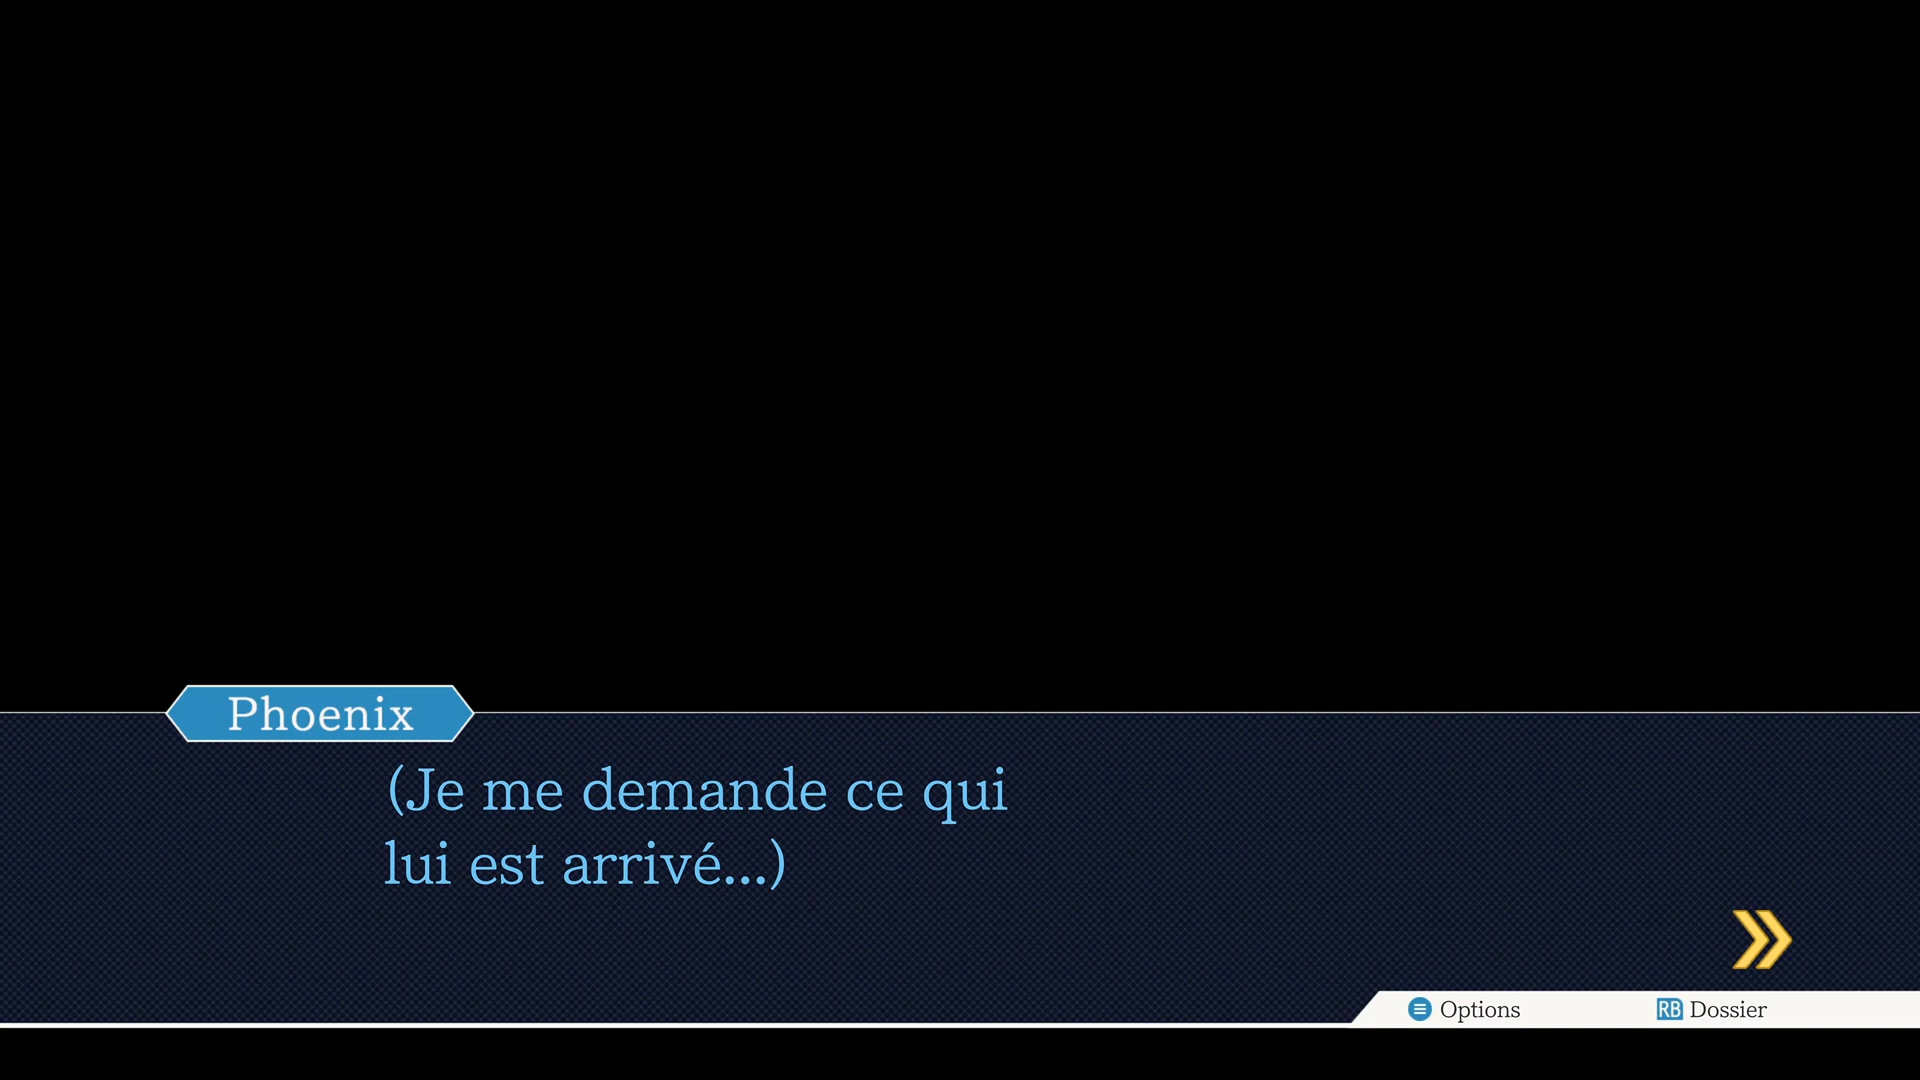 Phoenix
(Je me demande ce qui
lui est arrivé...)
Options
RB Dossier